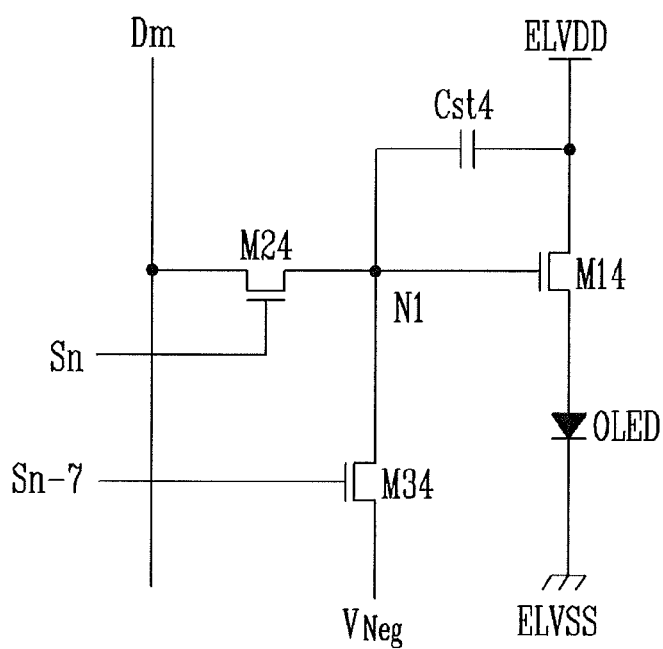 Dm
ELVDD
Cst4
M24
M14
N1
Sn
OLED
Sn-7
M34
VNeg
ELVSS